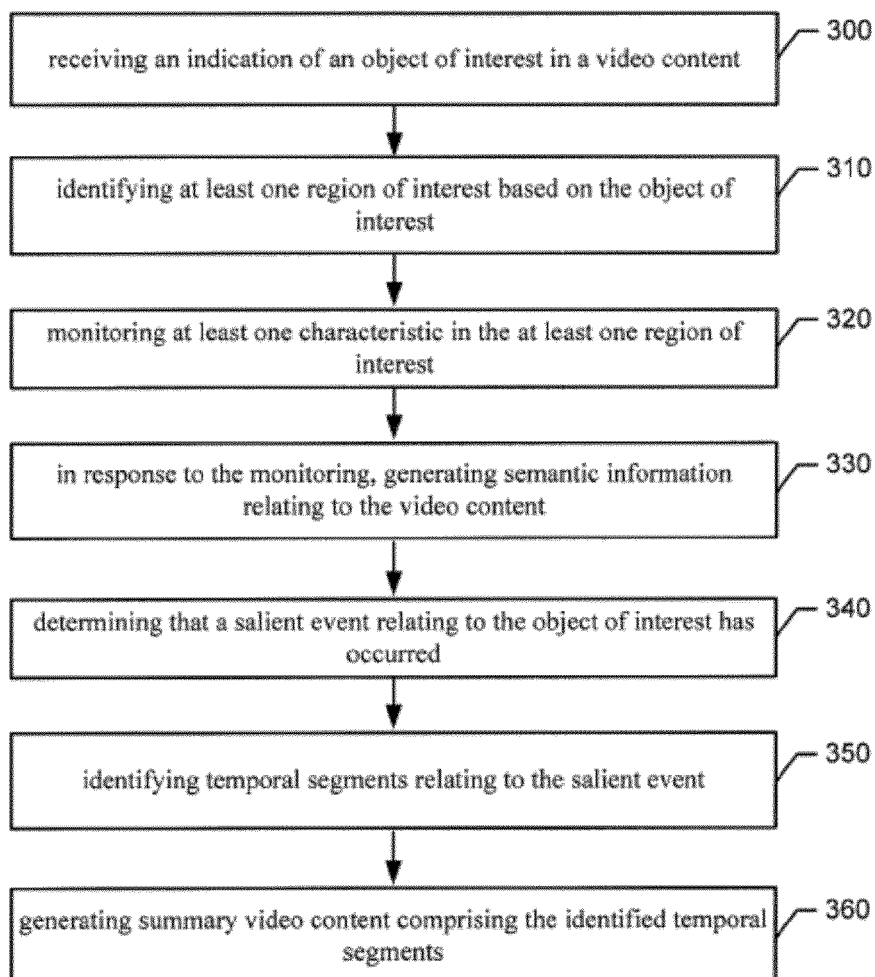 receiving an indication of an object of interest in a video content
300
identifying at least one region of interest based on the object of
interest
310
monitoring at least one characteristic in the at least one region of
interest
320
in response to the monitoring, generating semantic information
relating to the video content
330
determining that a salient event relating to the object of interest has
occurred
340
identifying temporal segments relating to the salient event
350
generating summary video content comprising the identified temporal
segments
360